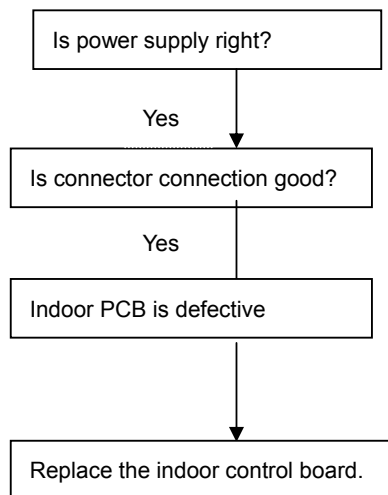 Is power supply right?
Yes
Is connector connection good?
Yes
Indoor PCB is defective
Replace the indoor control board.